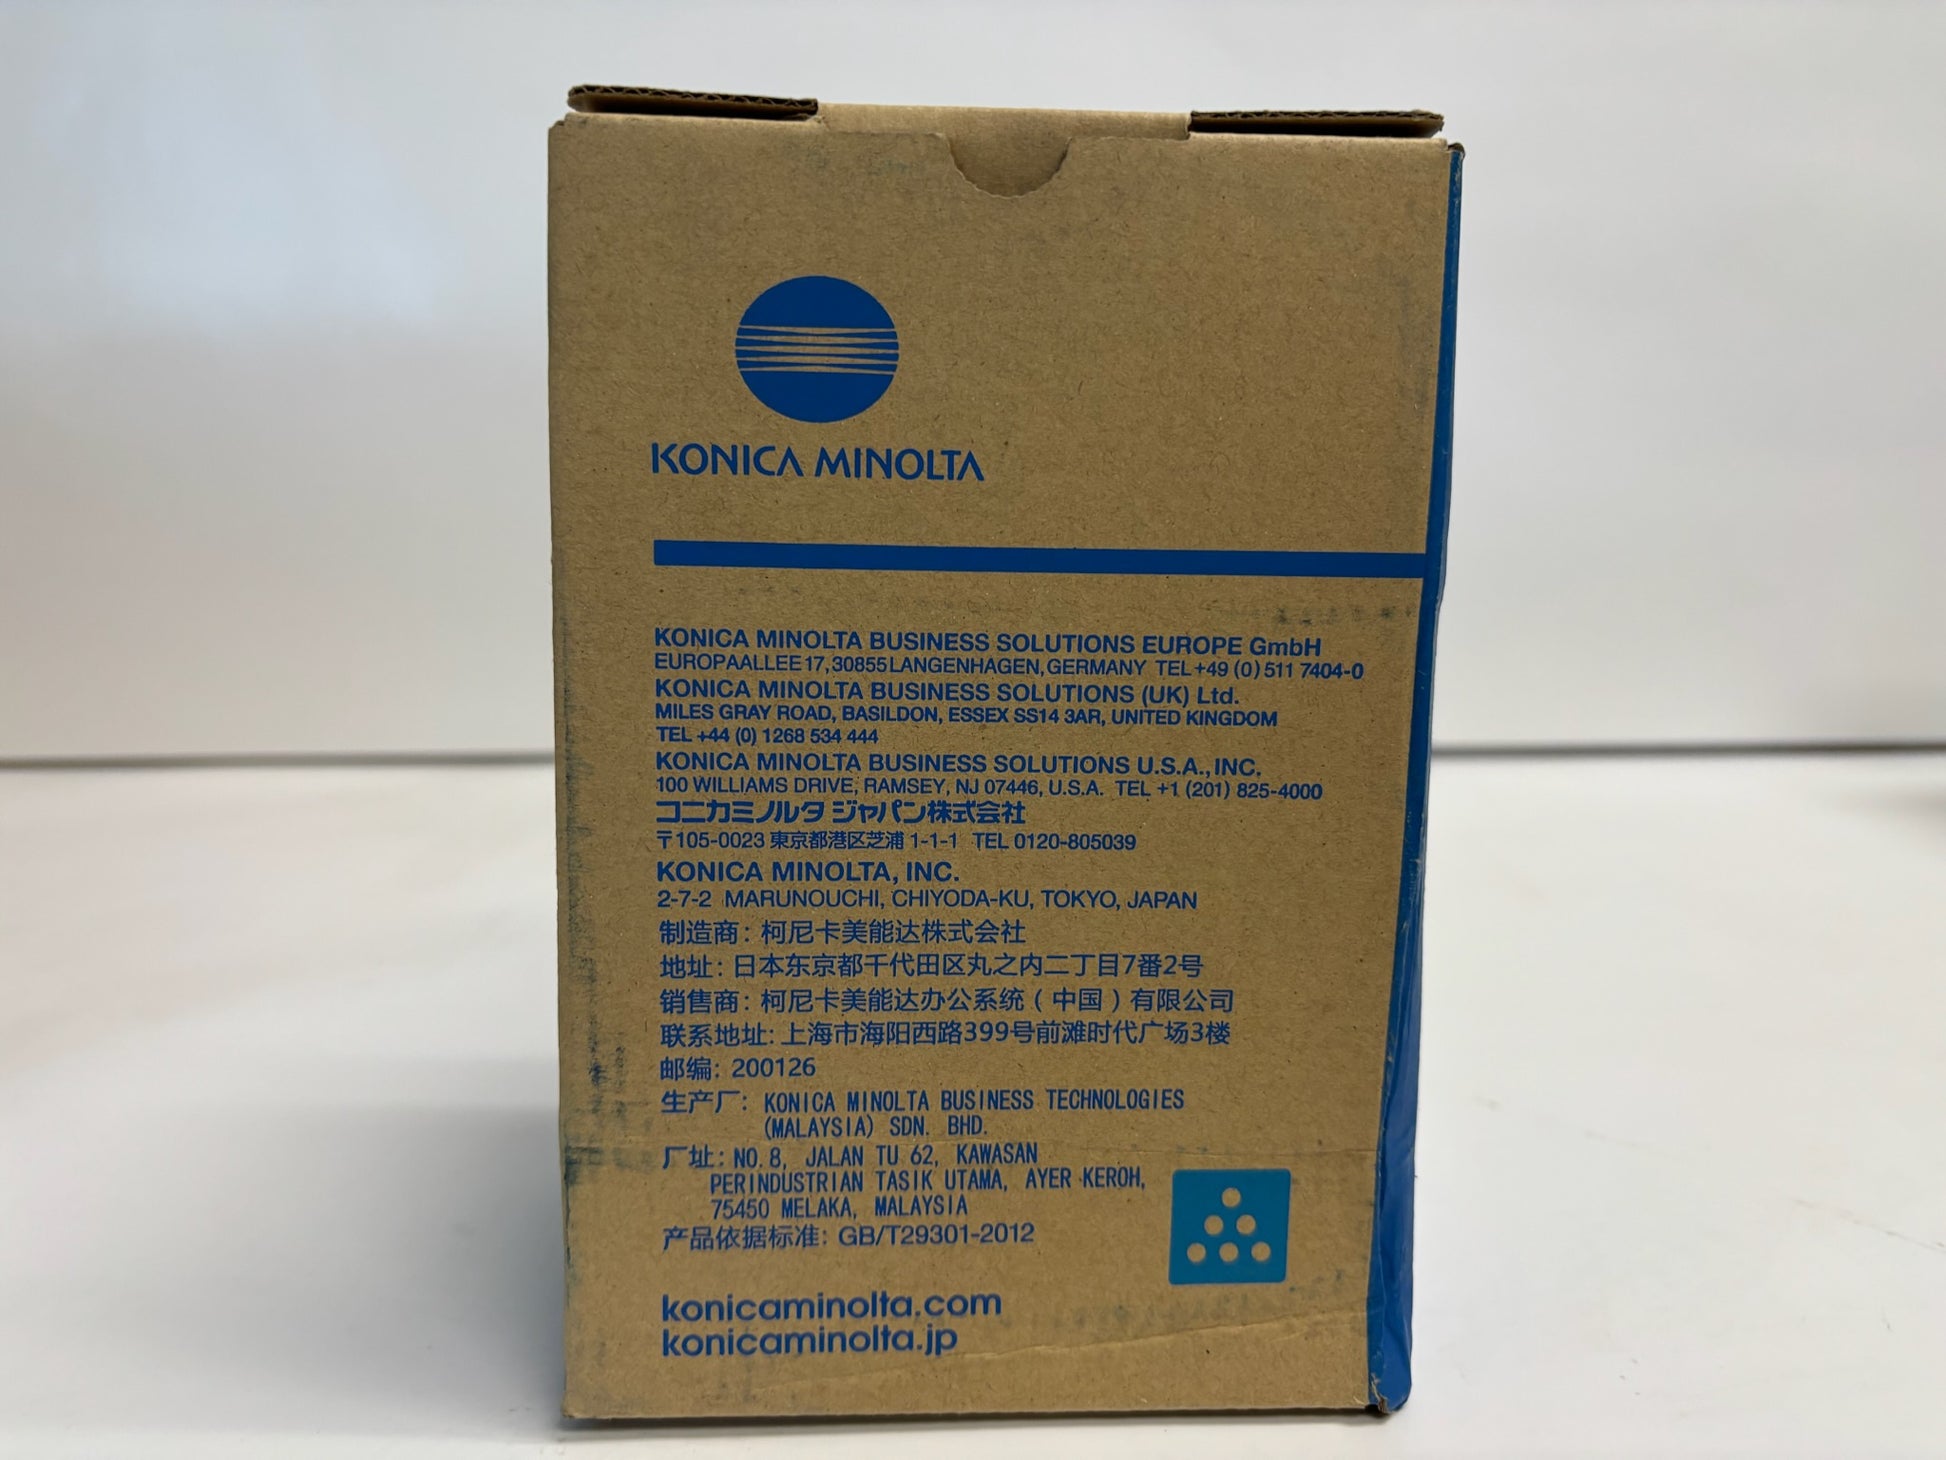 KONICA MINOLTA
KONICA MINOLTA BUSINESS SOLUTIONS EUROPE GmbH
EUROPAALLEE 17, 30855 LANGENHAGEN, GERMANY TEL +49 (0) 511 7404-0
KONICA MINOLTA BUSINESS SOLUTIONS (UK) Ltd.
MILES GRAY ROAD, BASILDON, ESSEX SS14 3AR, UNITED KINGDOM
TEL +44 (0) 1268 534 444
KONICA MINOLTA BUSINESS SOLUTIONS U.S.A., INC.
100 WILLIAMS DRIVE, RAMSEY, NJ 07446, U.S.A. TEL +1 (201) 825-4000
コニカミノルタ ジャパン株式会社
〒105-0023 東京都港区芝浦 1-1-1 TEL 0120-805039
KONICA MINOLTA, INC.
2-7-2 MARUNOUCHI, CHIYODA-KU, TOKYO, JAPAN
制造商: 柯尼卡美能达株式会社
地址: 日本东京都千代田区丸之内二丁目7番2号
销售商: 柯尼卡美能达办公系统(中国)有限公司
联系地址: 上海市海阳西路399号前滩时代广场3楼
邮编: 200126
生产厂: KONICA MINOLTA BUSINESS TECHNOLOGIES
(MALAYSIA) SDN. BHD.
厂址: NO.8, JALAN TU 62, KAWASAN
PERINDUSTRIAN TASIK UTAMA, AYER KEROH,
75450 MELAKA, MALAYSIA
产品依据标准: GB/T29301-2012
konicaminolta.com
konicaminolta.jp